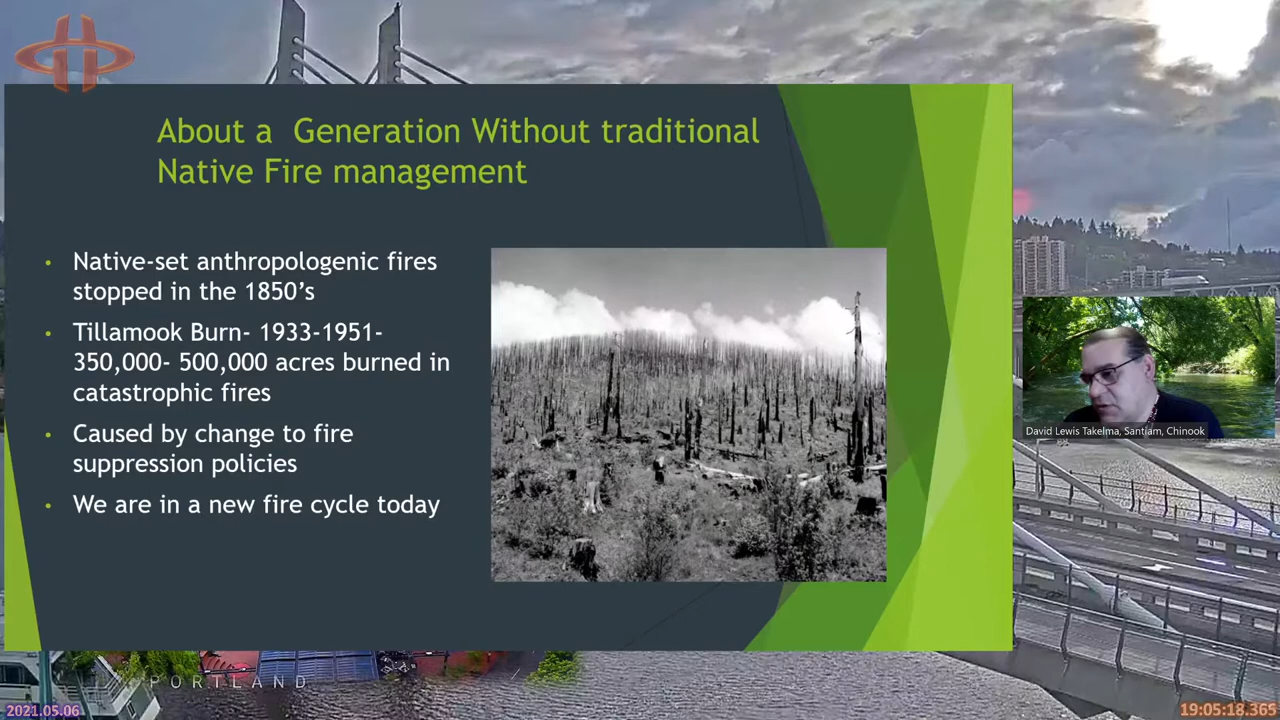 About a  Generation Without traditional
Native Fire management
• Native-set anthropologenic fires
stopped in the 1850's
• Tillamook Burn- 1933-1951-
350,000- 500,000 acres burned in
catastrophic fires
• Caused by change to fire
suppression policies
• We are in a new fire cycle today
David Lewis Takelma, Santiam, Chinook
PORTLAND
2021.05.06
19:05:18.365